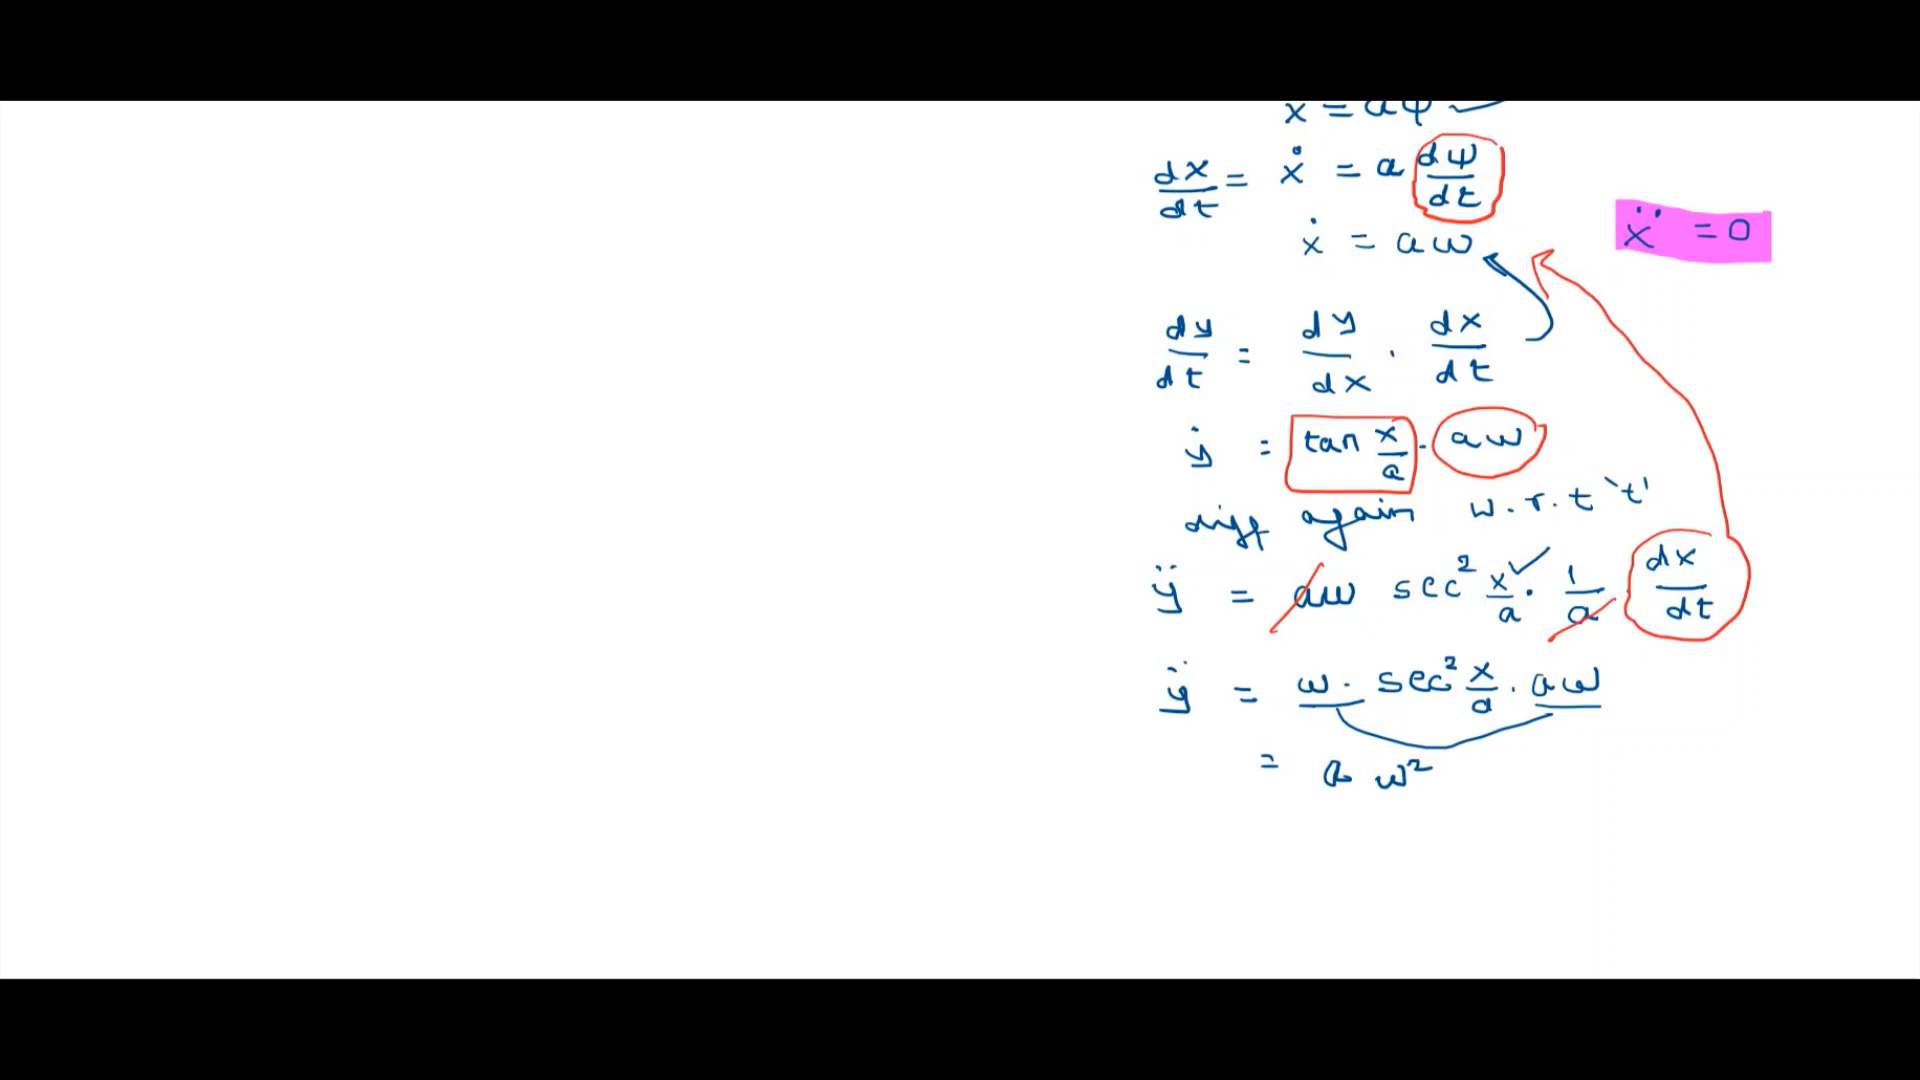 x = aψ
dx/dt = ẋ = a dψ/dt
ẋ = aω
ẍ = 0
dy/dt = dy/dx · dx/dt
ẏ = tan x/a · aω
diff again w.r.t 't'
ÿ = aω sec² x/a · 1/a · dx/dt
ÿ = ω · sec² x/a · aω
= a ω²